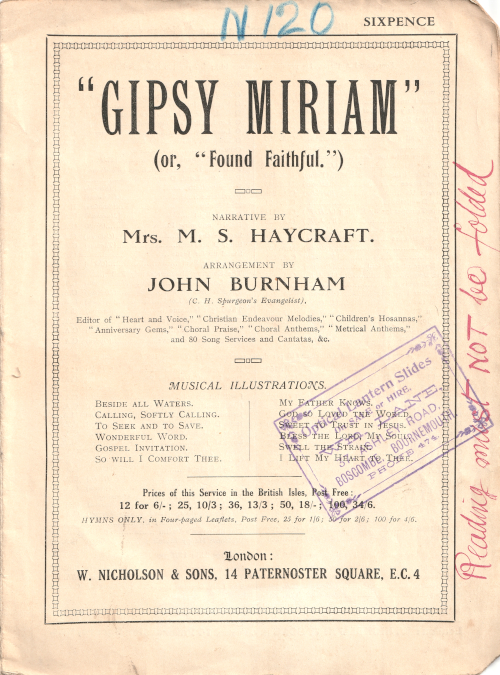 N120
SIXPENCE
"GIPSY MIRIAM"
(or, "Found Faithful.")
NARRATIVE BY
Mrs. M. S. HAYCRAFT.
ARRANGEMENT BY
JOHN BURNHAM
(C. H. Spurgeon's Evangelist),
Editor of "Heart and Voice," "Christian Endeavour Melodies," "Children's Hosannas,"
"Anniversary Gems," "Choral Praise," "Choral Anthems," "Metrical Anthems,"
and 80 Song Services and Cantatas, &c.
MUSICAL ILLUSTRATIONS.
BESIDE ALL WATERS.
CALLING, SOFTLY CALLING.
TO SEEK AND TO SAVE.
WONDERFUL WORD.
GOSPEL INVITATION.
SO WILL I COMFORT THEE.
MY FATHER KNOWS.
GOD SO LOVED THE WORLD.
SWEET TO TRUST IN JESUS.
BLESS THE LORD, MY SOUL.
SWELL THE STRAIN.
I LIFT MY HEART TO THEE.
Lantern Slides
HIRE
ROAD,
BOSCOMBE, BOURNEMOUTH.
PHONE 474
Prices of this Service in the British Isles, Post Free:
12 for 6/-; 25, 10/3; 36, 13/3; 50, 18/-; 100, 34/6.
HYMNS ONLY, in Four-paged Leaflets, Post Free, 25 for 1/6; 50 for 2/6; 100 for 4/6.
London:
W. NICHOLSON & SONS, 14 PATERNOSTER SQUARE, E.C. 4
Reading must NOT be folded